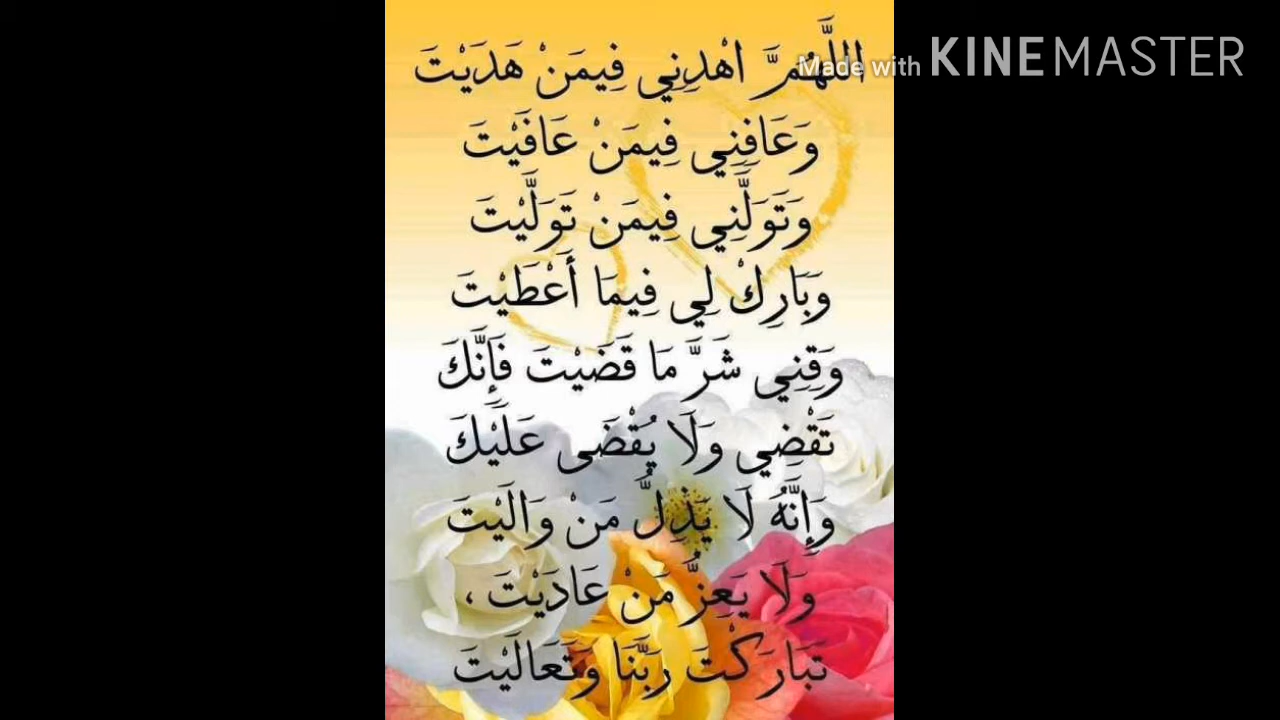 اللَّهُمَّ اهْدِنِي فِيمَنْ هَدَيْتَ
Made with KINEMASTER
وَعَافِنِي فِيمَنْ عَافَيْتَ
وَتَوَلَّنِي فِيمَنْ تَوَلَّيْتَ
وَبَارِكْ لِي فِيمَا أَعْطَيْتَ
وَقِنِي شَرَّ مَا قَضَيْتَ فَإِنَّكَ
تَقْضِي وَلَا يُقْضَى عَلَيْكَ
وَإِنَّهُ لَا يَذِلُّ مَنْ وَالَيْتَ
وَلَا يَعِزُّ مَنْ عَادَيْتَ ،
تَبَارَكْتَ رَبَّنَا وَتَعَالَيْتَ